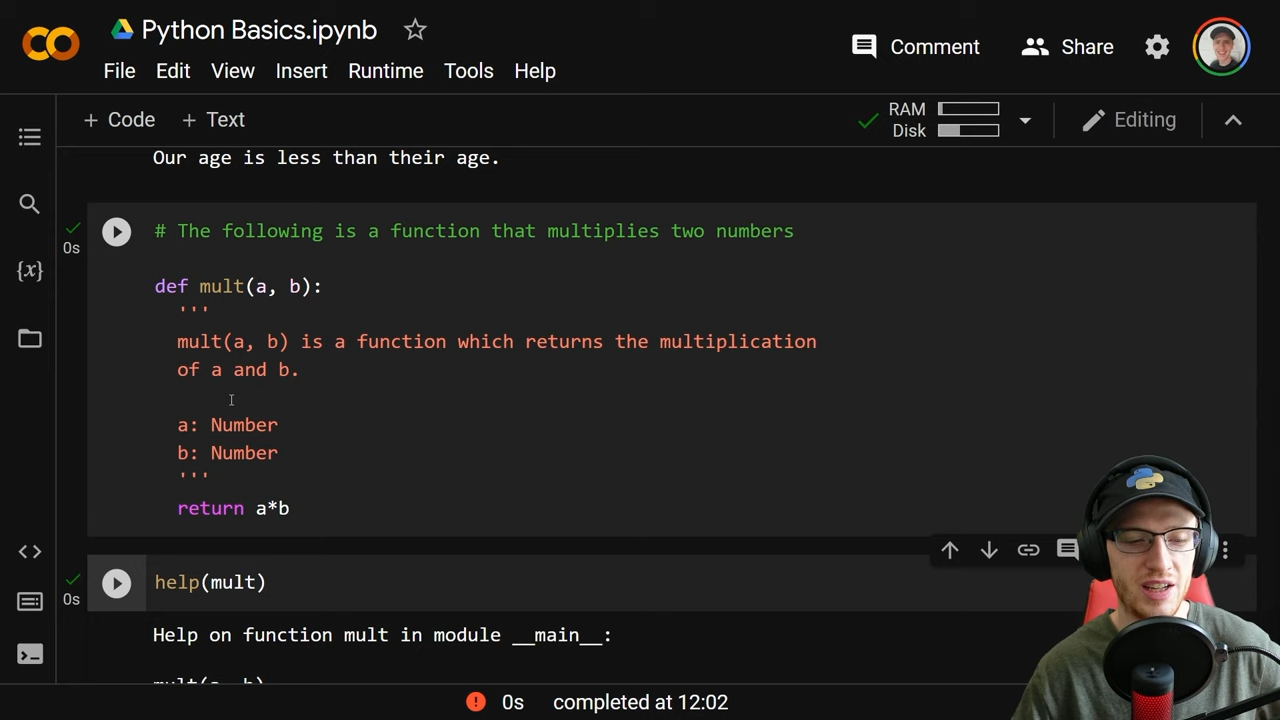 Python Basics.ipynb
Comment
Share
File Edit View Insert Runtime Tools Help
+ Code + Text
RAM
Disk
Editing
Our age is less than their age.
0s
# The following is a function that multiplies two numbers
def mult(a, b):
'''
mult(a, b) is a function which returns the multiplication
of a and b.
a: Number
b: Number
'''
return a*b
{x}
<>
0s
help(mult)
Help on function mult in module __main__:
0s completed at 12:02